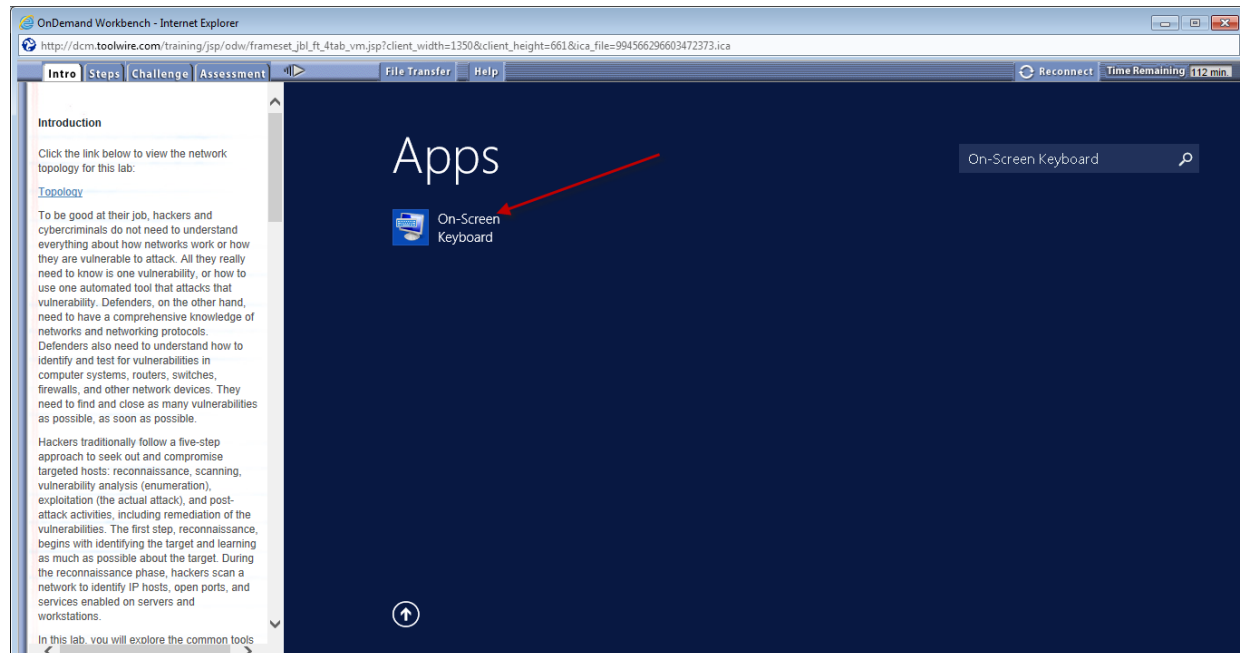 OnDemand Workbench - Internet Explorer
http://dcm.toolwire.com/training/jsp/odw/frameset_jbl_ft_4tab_vm.jsp?client_width=1350&client_height=661&ica_file=994566296603472373.ica
Intro Steps Challenge Assessment File Transfer Help Reconnect Time Remaining 112 min.
Introduction
Click the link below to view the network
topology for this lab:
Topology
To be good at their job, hackers and
cybercriminals do not need to understand
everything about how networks work or how
they are vulnerable to attack. All they really
need to know is one vulnerability, or how to
use one automated tool that attacks that
vulnerability. Defenders, on the other hand,
need to have a comprehensive knowledge of
networks and networking protocols.
Defenders also need to understand how to
identify and test for vulnerabilities in
computer systems, routers, switches,
firewalls, and other network devices. They
need to find and close as many vulnerabilities
as possible, as soon as possible.
Hackers traditionally follow a five-step
approach to seek out and compromise
targeted hosts: reconnaissance, scanning,
vulnerability analysis (enumeration),
exploitation (the actual attack), and post-
attack activities, including remediation of the
vulnerabilities. The first step, reconnaissance,
begins with identifying the target and learning
as much as possible about the target. During
the reconnaissance phase, hackers scan a
network to identify IP hosts, open ports, and
services enabled on servers and
workstations.
In this lab, you will explore the common tools
Apps
On-Screen Keyboard
On-Screen
Keyboard